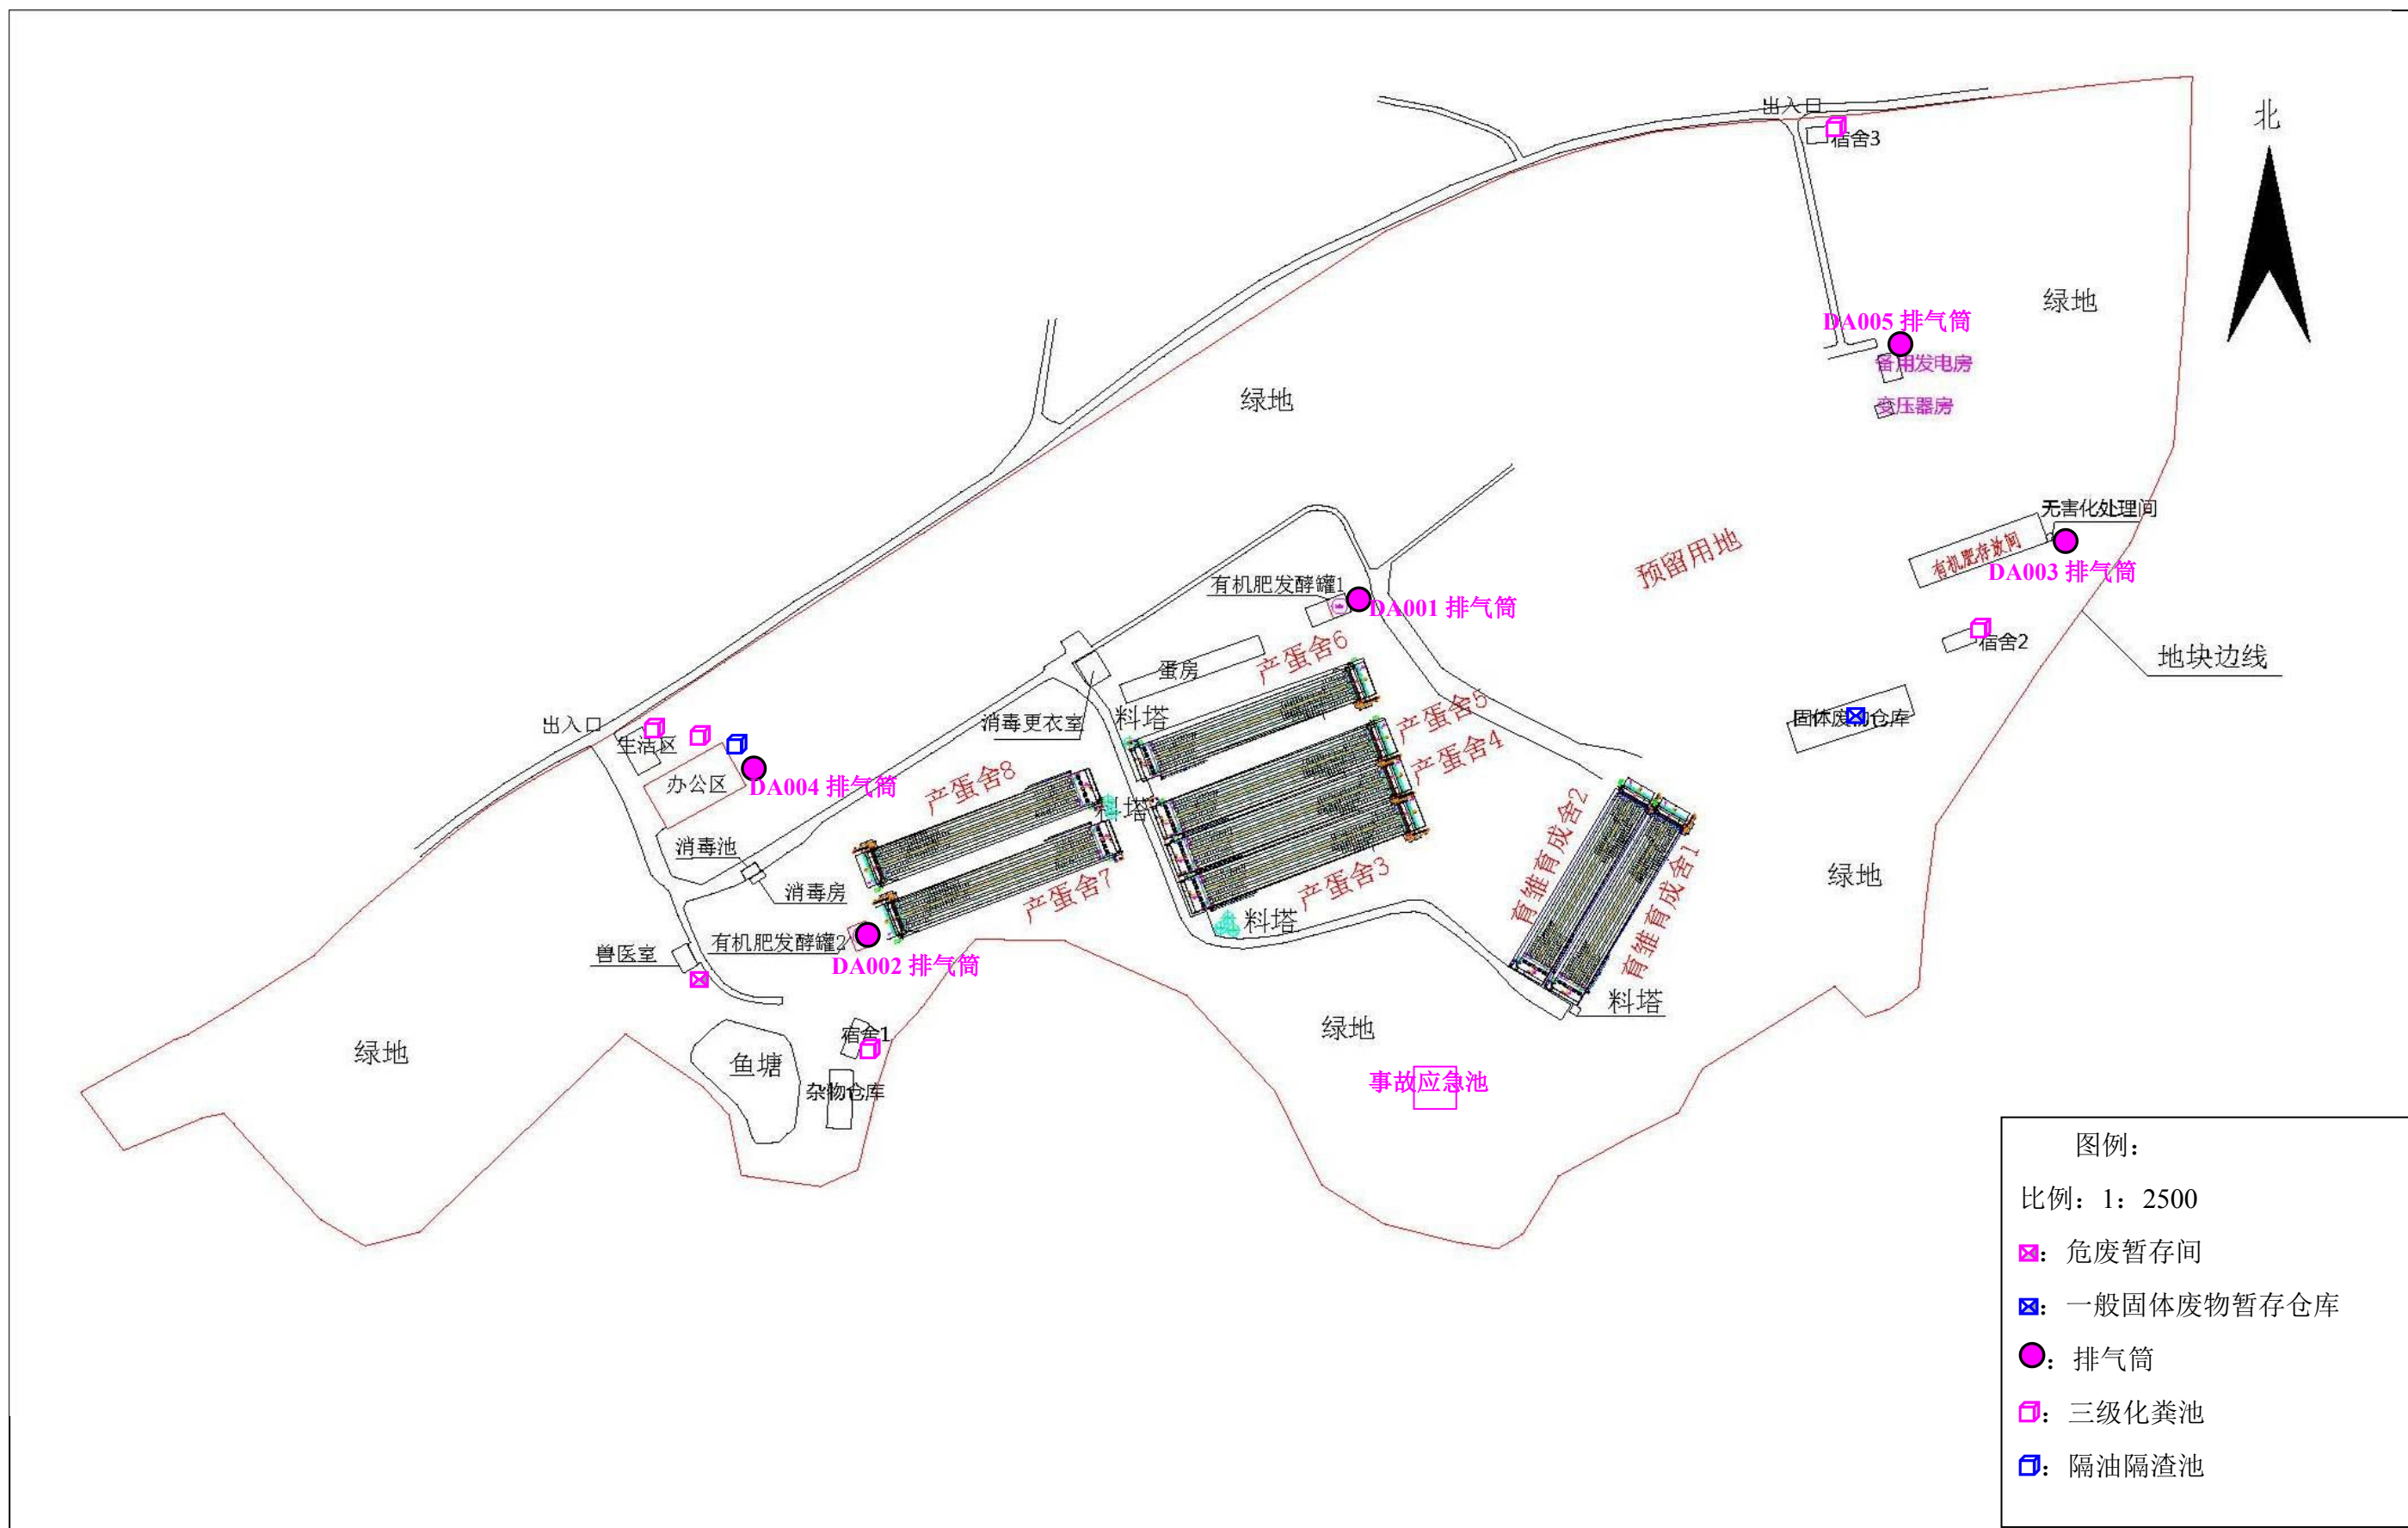 出入口
宿舍3
北
绿地
DA005 排气筒
备用发电房
绿地
变压器房
无害化处理间
预留用地
有机肥存放间
DA003 排气筒
有机肥发酵罐1
DA001 排气筒
宿舍2
地块边线
产蛋舍6
蛋房
料塔
消毒更衣室
产蛋舍5
固体废物仓库
出入口
生活区
办公区
DA004 排气筒
产蛋舍4
产蛋舍8
料塔
消毒池
消毒房
产蛋舍7
产蛋舍3
育雏育成舍2
育雏育成舍1
绿地
料塔
兽医室
有机肥发酵罐2
DA002 排气筒
料塔
绿地
绿地
宿舍1
鱼塘
杂物仓库
事故应急池
图例：
比例：1：2500
：危废暂存间
：一般固体废物暂存仓库
：排气筒
：三级化粪池
：隔油隔渣池